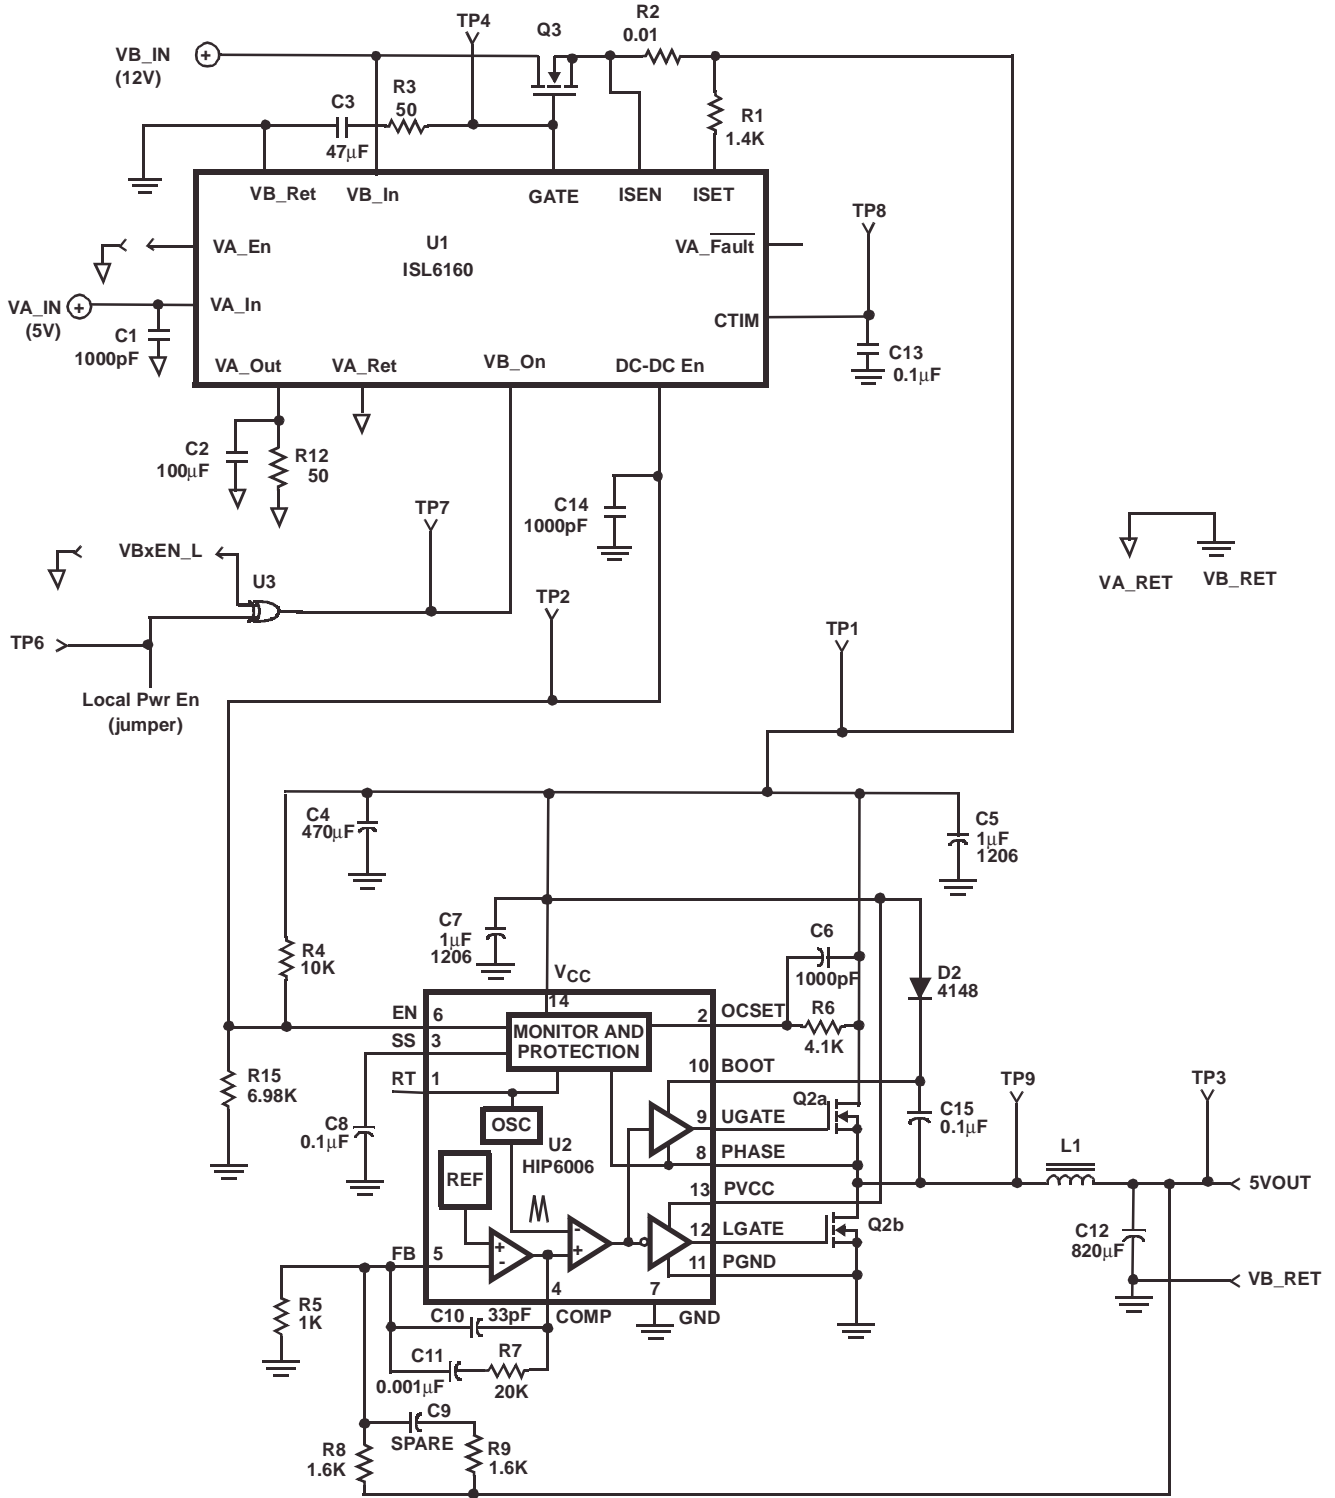 TP4
Q3
R2
0.01
VB_IN
(12V)
C3
47µF
R3
50
R1
1.4K
VB_Ret
VB_In
GATE
ISEN
ISET
TP8
VA_En
U1
ISL6160
VA_Fault
VA_IN
(5V)
VA_In
C1
1000pF
CTIM
C13
0.1µF
VA_Out
VA_Ret
VB_On
DC-DC En
C2
100µF
R12
50
C14
1000pF
TP7
VBxEN_L
U3
TP2
TP6
Local Pwr En
(jumper)
TP1
VA_RET
VB_RET
C4
470µF
C5
1µF
1206
C7
1µF
1206
C6
1000pF
R4
10K
VCC
14
D2
4148
EN
6
MONITOR AND
PROTECTION
2
OCSET
R6
4.1K
SS
3
RT
1
10
BOOT
R15
6.98K
C8
0.1µF
OSC
U2
HIP6006
REF
9
UGATE
Q2a
C15
0.1µF
TP9
TP3
8
PHASE
L1
5VOUT
13
PVCC
12
LGATE
Q2b
C12
820µF
+
-
-
+
FB
5
11
PGND
VB_RET
4
COMP
7
GND
R5
1K
C10
33pF
C11
0.001µF
R7
20K
C9
SPARE
R8
1.6K
R9
1.6K